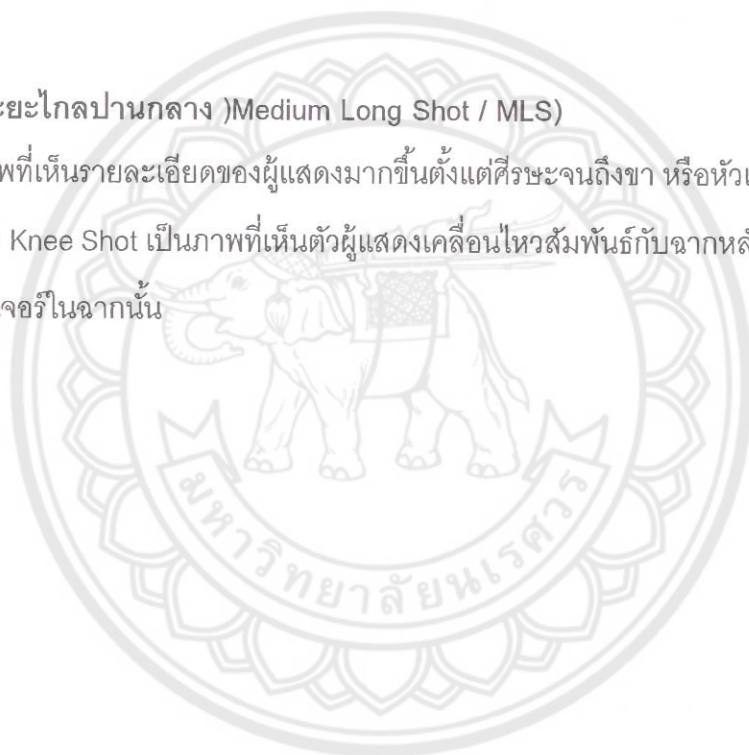 ะยะไกลปานกลาง )Medium Long Shot / MLS)
พที่เห็นรายละเอียดของผู้แสดงมากขึ้นตั้งแต่ศีรษะจนถึงขา หรือหัวเ
Knee Shot เป็นภาพที่เห็นตัวผู้แสดงเคลื่อนไหวสัมพันธ์กับฉากหลั
เจอร์ในฉากนั้น
มหาวิทยาลัยนเรศวร